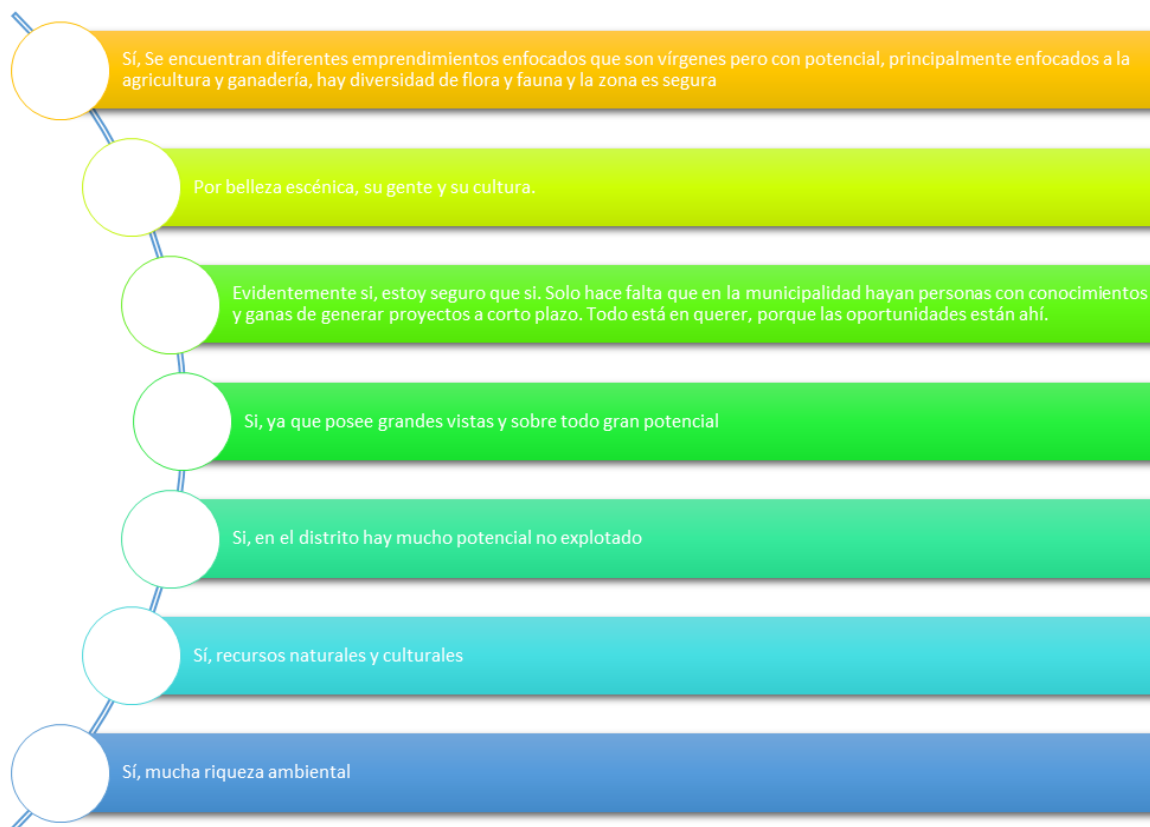 Sí, Se encuentran diferentes emprendimientos enfocados que son vírgenes pero con potencial, principalmente enfocados a la
agricultura y ganadería, hay diversidad de flora y fauna y la zona es segura
Por belleza escénica, su gente y su cultura.
Evidentemente si, estoy seguro que si. Solo hace falta que en la municipalidad hayan personas con conocimientos
y ganas de generar proyectos a corto plazo. Todo está en querer, porque las oportunidades están ahí.
Si, ya que posee grandes vistas y sobre todo gran potencial
Si, en el distrito hay mucho potencial no explotado
Sí, recursos naturales y culturales
Sí, mucha riqueza ambiental